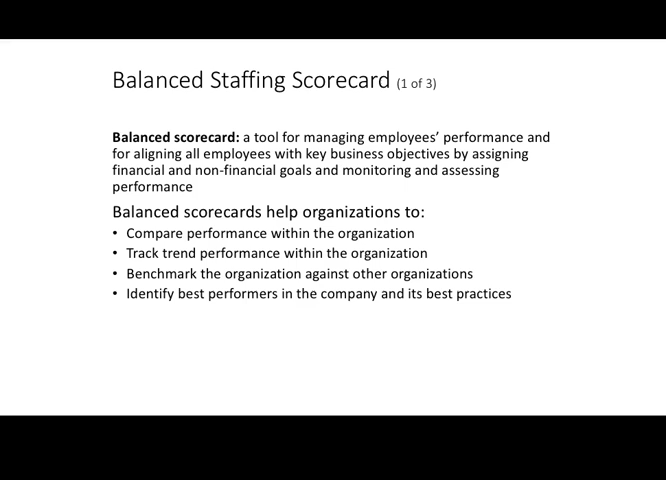 Balanced Staffing Scorecard (1 of 3)
Balanced scorecard: a tool for managing employees’ performance and
for aligning all employees with key business objectives by assigning
financial and non-financial goals and monitoring and assessing
performance
Balanced scorecards help organizations to:
• Compare performance within the organization
• Track trend performance within the organization
• Benchmark the organization against other organizations
• Identify best performers in the company and its best practices